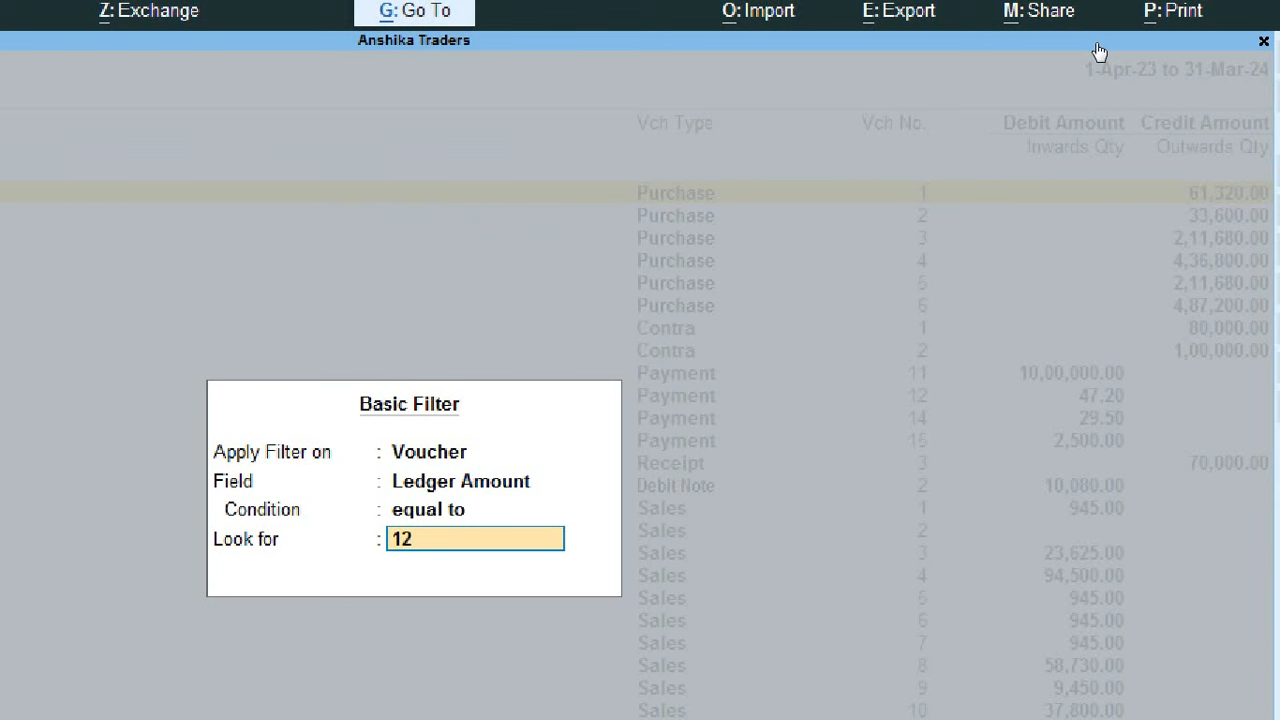 Z: Exchange G: Go To O: Import E: Export M: Share P: Print
Anshika Traders
1-Apr-23 to 31-Mar-24
Vch Type Vch No. Debit Amount Credit Amount
Inwards Qty Outwards Qty
Purchase 1 61,320.00
Purchase 2 33,600.00
Purchase 3 2,11,680.00
Purchase 4 4,36,800.00
Purchase 5 2,11,680.00
Purchase 6 4,87,200.00
Contra 1 80,000.00
Contra 2 1,00,000.00
Payment 11 10,00,000.00
Payment 12 47.20
Payment 14 29.50
Payment 15 2,500.00
Receipt 3 70,000.00
Debit Note 2 10,080.00
Sales 1 945.00
Sales 2
Sales 3 23,625.00
Sales 4 94,500.00
Sales 5 945.00
Sales 6 945.00
Sales 7 945.00
Sales 8 58,730.00
Sales 9 9,450.00
Sales 10 37,800.00
Basic Filter
Apply Filter on : Voucher
Field : Ledger Amount
Condition : equal to
Look for : 12